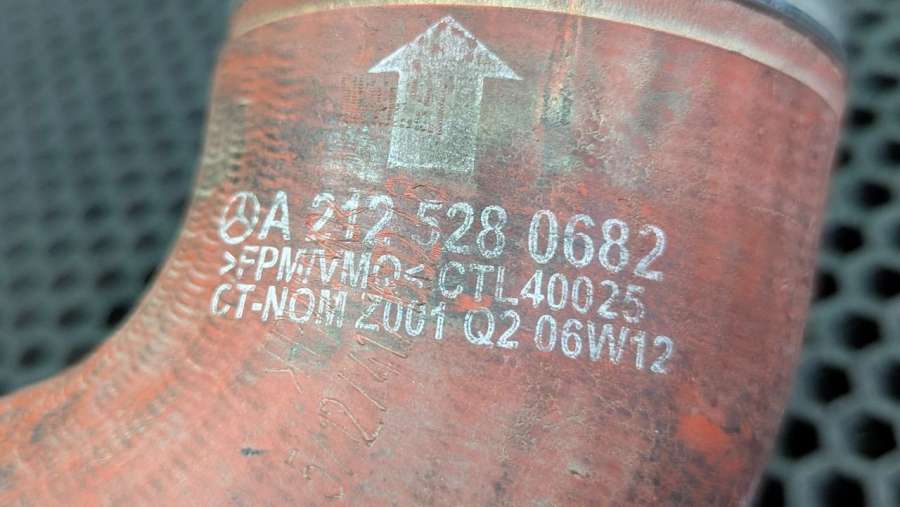 A 212 528 0682
>FPM/VMQ< CTL40025
CT-NOM Z001 Q2 06W12